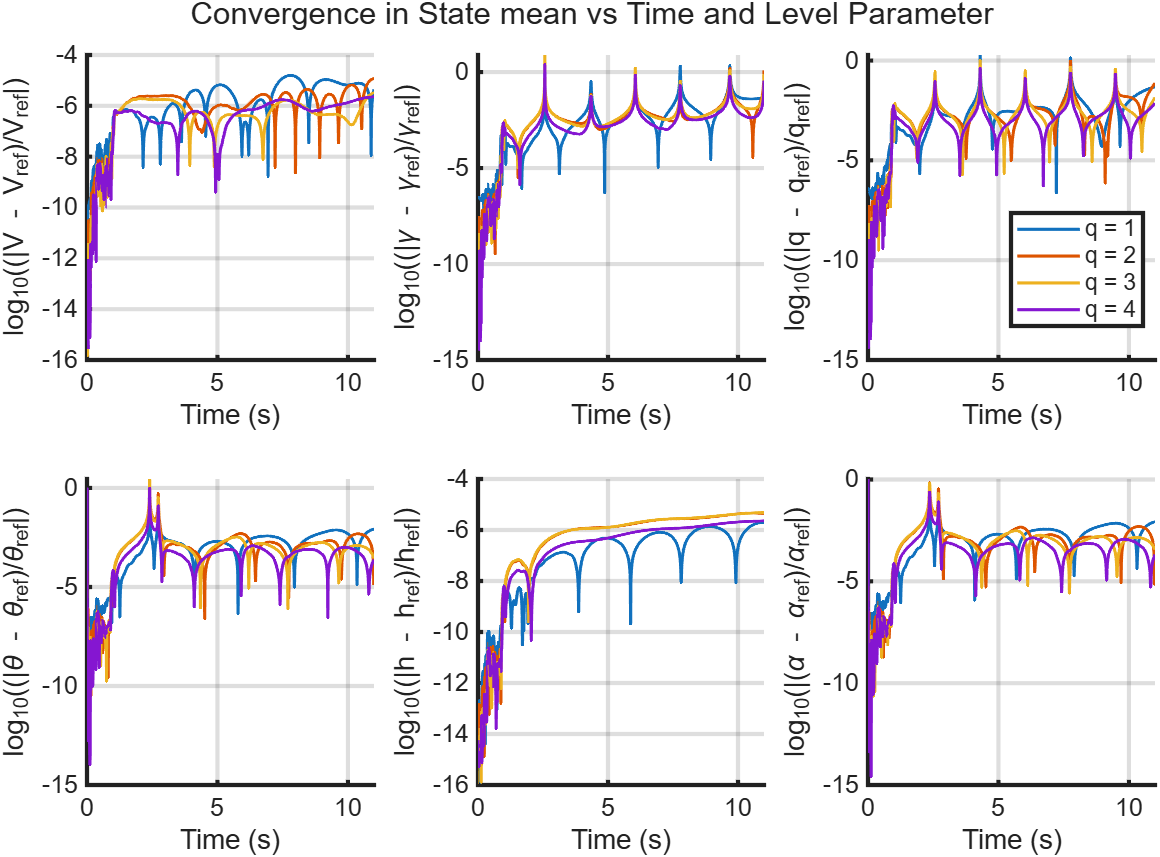 Convergence in State mean vs Time and Level Parameter
log10((|V - Vref)/Vref|)
-4
-6
-8
-10
-12
-14
-16
0
5
10
Time (s)
log10((|γ - γref)/γref|)
0
-5
-10
-15
0
5
10
Time (s)
log10((|q - qref)/qref|)
0
-5
-10
-15
0
5
10
Time (s)
q = 1
q = 2
q = 3
q = 4
log10((|θ - θref)/θref|)
0
-5
-10
-15
0
5
10
Time (s)
log10((|h - href)/href|)
-4
-6
-8
-10
-12
-14
-16
0
5
10
Time (s)
log10(|(α - αref)/αref|)
0
-5
-10
-15
0
5
10
Time (s)